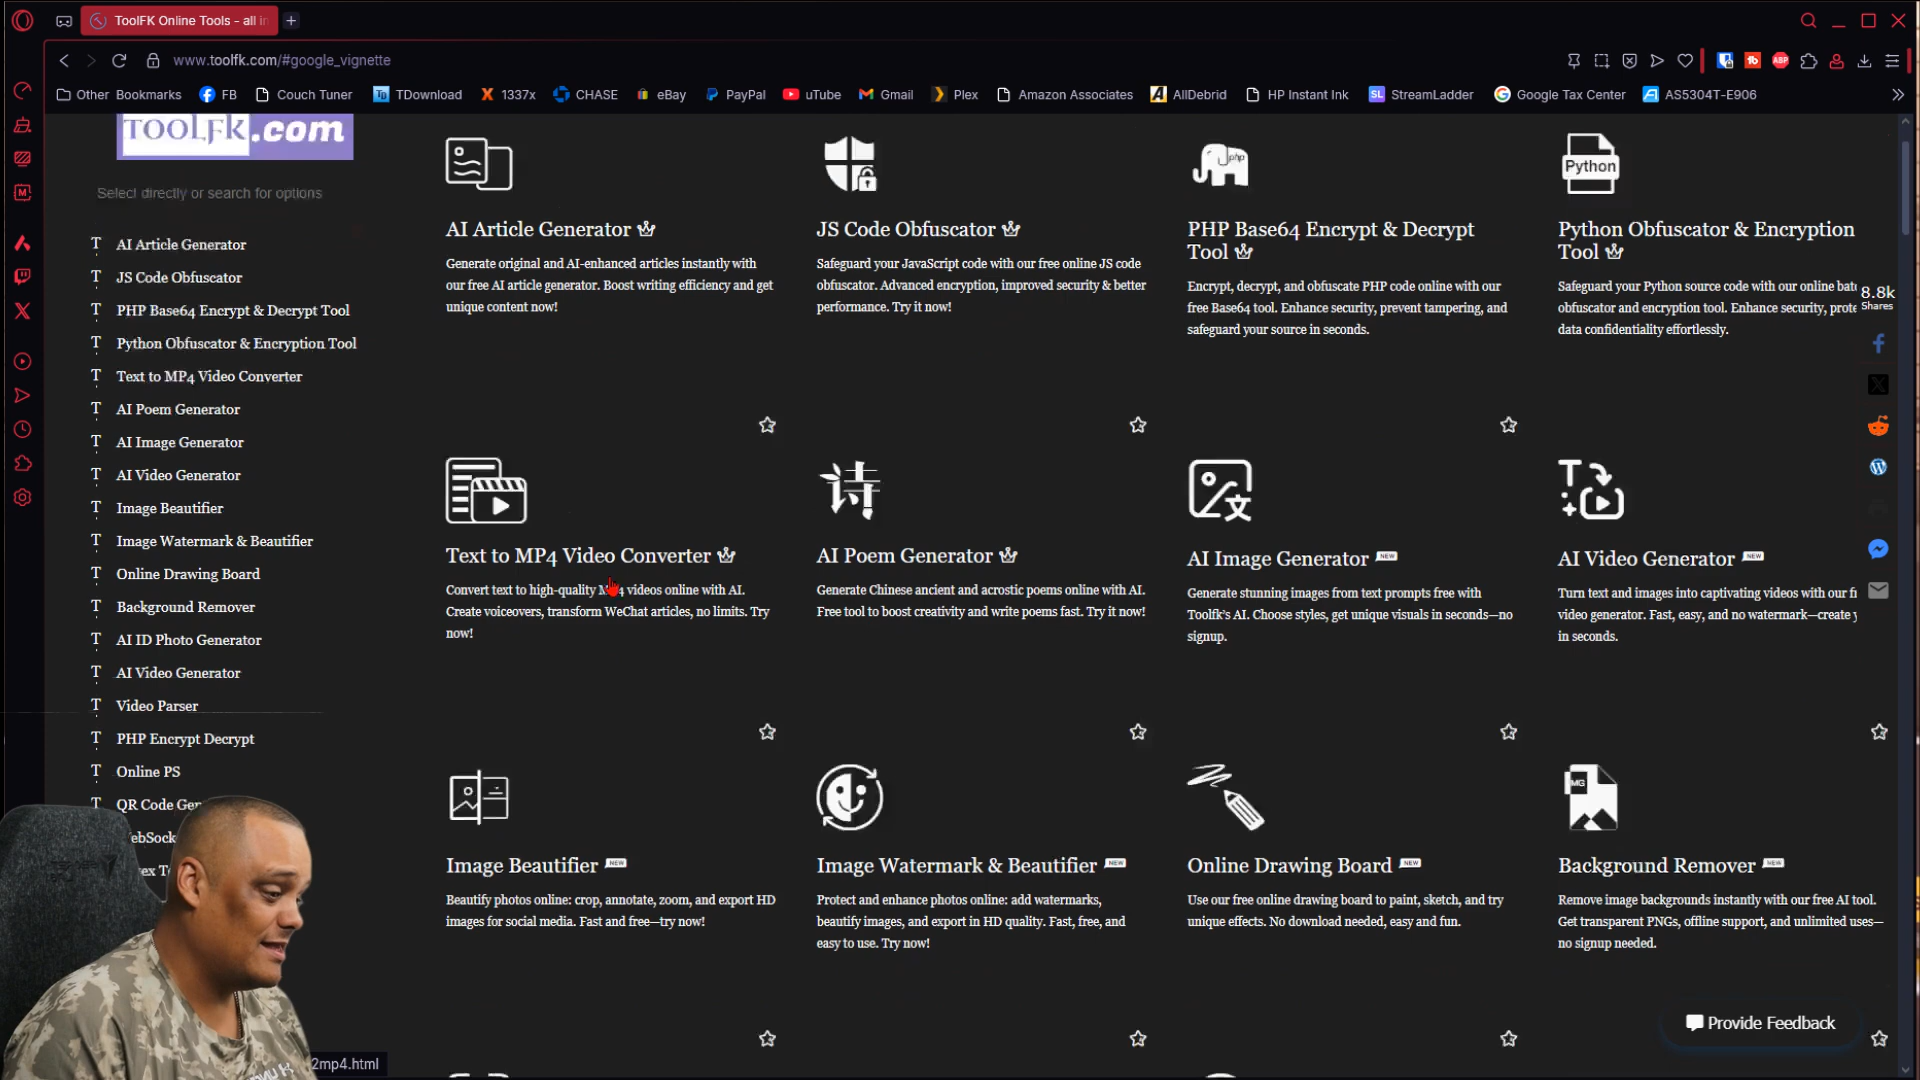 ToolFK Online Tools - all in
www.toolfk.com/#google_vignette
Other Bookmarks FB Couch Tuner TDownload 1337x CHASE eBay PayPal uTube Gmail Plex Amazon Associates AllDebrid HP Instant Ink SL StreamLadder Google Tax Center AS5304T-E906
TOOLFK.com
Select directly or search for options
AI Article Generator
JS Code Obfuscator
PHP Base64 Encrypt & Decrypt Tool
Python Obfuscator & Encryption Tool
Text to MP4 Video Converter
AI Poem Generator
AI Image Generator
AI Video Generator
Image Beautifier
Image Watermark & Beautifier
Online Drawing Board
Background Remover
AI ID Photo Generator
AI Video Generator
Video Parser
PHP Encrypt Decrypt
Online PS
QR Code Gen
AI Article Generator
Generate original and AI-enhanced articles instantly with
our free AI article generator. Boost writing efficiency and get
unique content now!
JS Code Obfuscator
Safeguard your JavaScript code with our free online JS code
obfuscator. Advanced encryption, improved security & better
performance. Try it now!
php
PHP Base64 Encrypt & Decrypt
Tool
Encrypt, decrypt, and obfuscate PHP code online with our
free Base64 tool. Enhance security, prevent tampering, and
safeguard your source in seconds.
Python
Python Obfuscator & Encryption
Tool
Safeguard your Python source code with our online bat
obfuscator and encryption tool. Enhance security, prote
data confidentiality effortlessly.
8.8k
Shares
Text to MP4 Video Converter
Convert text to high-quality MP4 videos online with AI.
Create voiceovers, transform WeChat articles, no limits. Try
now!
诗
AI Poem Generator
Generate Chinese ancient and acrostic poems online with AI.
Free tool to boost creativity and write poems fast. Try it now!
文
AI Image Generator NEW
Generate stunning images from text prompts free with
Toolfk's AI. Choose styles, get unique visuals in seconds—no
signup.
T
AI Video Generator NEW
Turn text and images into captivating videos with our f
video generator. Fast, easy, and no watermark—create y
in seconds.
Image Beautifier NEW
Beautify photos online: crop, annotate, zoom, and export HD
images for social media. Fast and free—try now!
Image Watermark & Beautifier NEW
Protect and enhance photos online: add watermarks,
beautify images, and export in HD quality. Fast, free, and
easy to use. Try now!
Online Drawing Board NEW
Use our free online drawing board to paint, sketch, and try
unique effects. No download needed, easy and fun.
Background Remover NEW
Remove image backgrounds instantly with our free AI tool.
Get transparent PNGs, offline support, and unlimited uses—
no signup needed.
Provide Feedback
2mp4.html